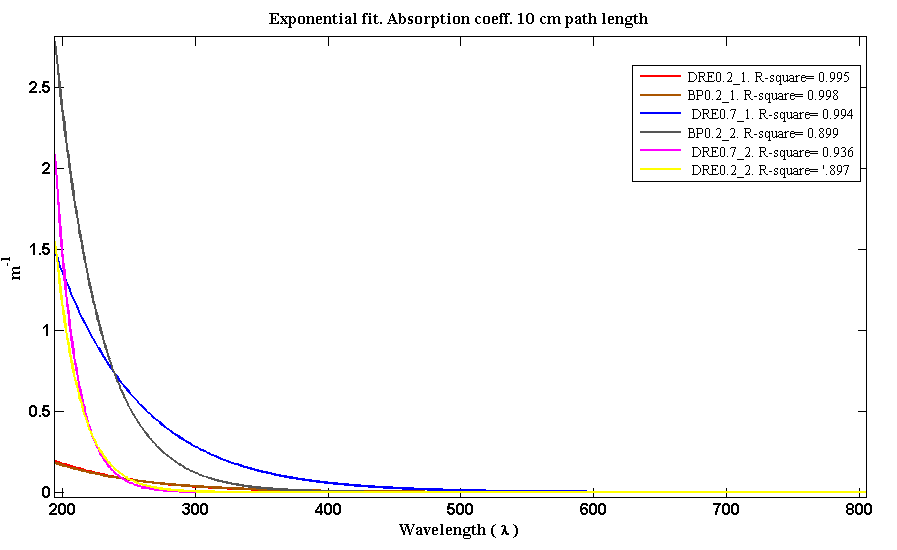 Exponential fit. Absorption coeff. 10 cm path length
DRE0.2_1. R-square= 0.995
BP0.2_1. R-square= 0.998
DRE0.7_1. R-square= 0.994
BP0.2_2. R-square= 0.899
DRE0.7_2. R-square= 0.936
DRE0.2_2. R-square= '.897
2.5
2
1.5
1
0.5
0
m⁻¹
200 300 400 500 600 700 800
Wavelength ( λ )